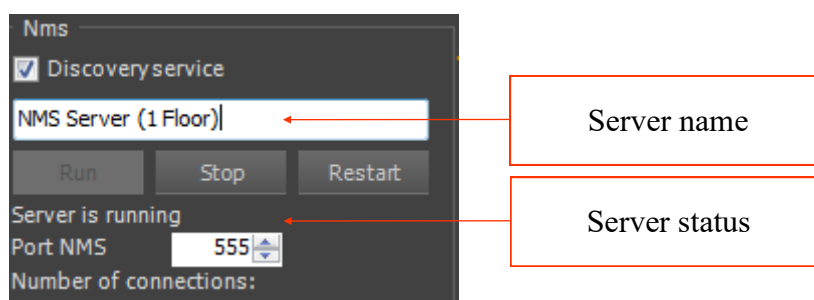 Nms
Discovery service
NMS Server (1 Floor)
Server name
Run Stop Restart
Server is running
Server status
Port NMS 555
Number of connections: